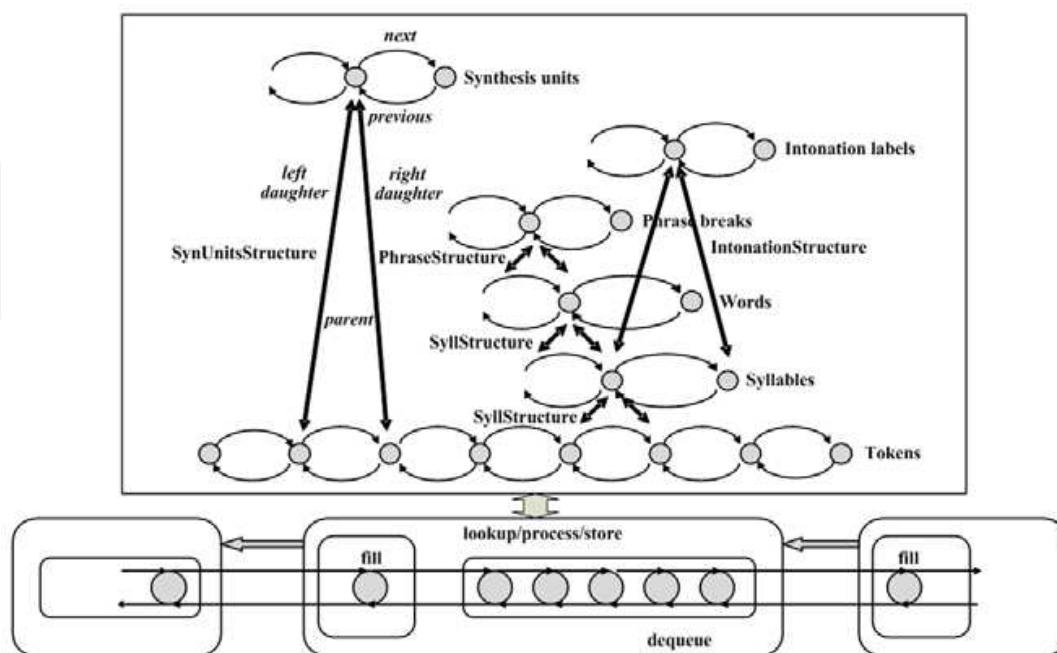 next
Synthesis units
previous
Intonation labels
left
daughter
right
daughter
Phrase breaks
SynUnitsStructure
PhraseStructure
IntonationStructure
Words
parent
SyllStructure
Syllables
SyllStructure
Tokens
lookup/process/store
fill
fill
dequeue